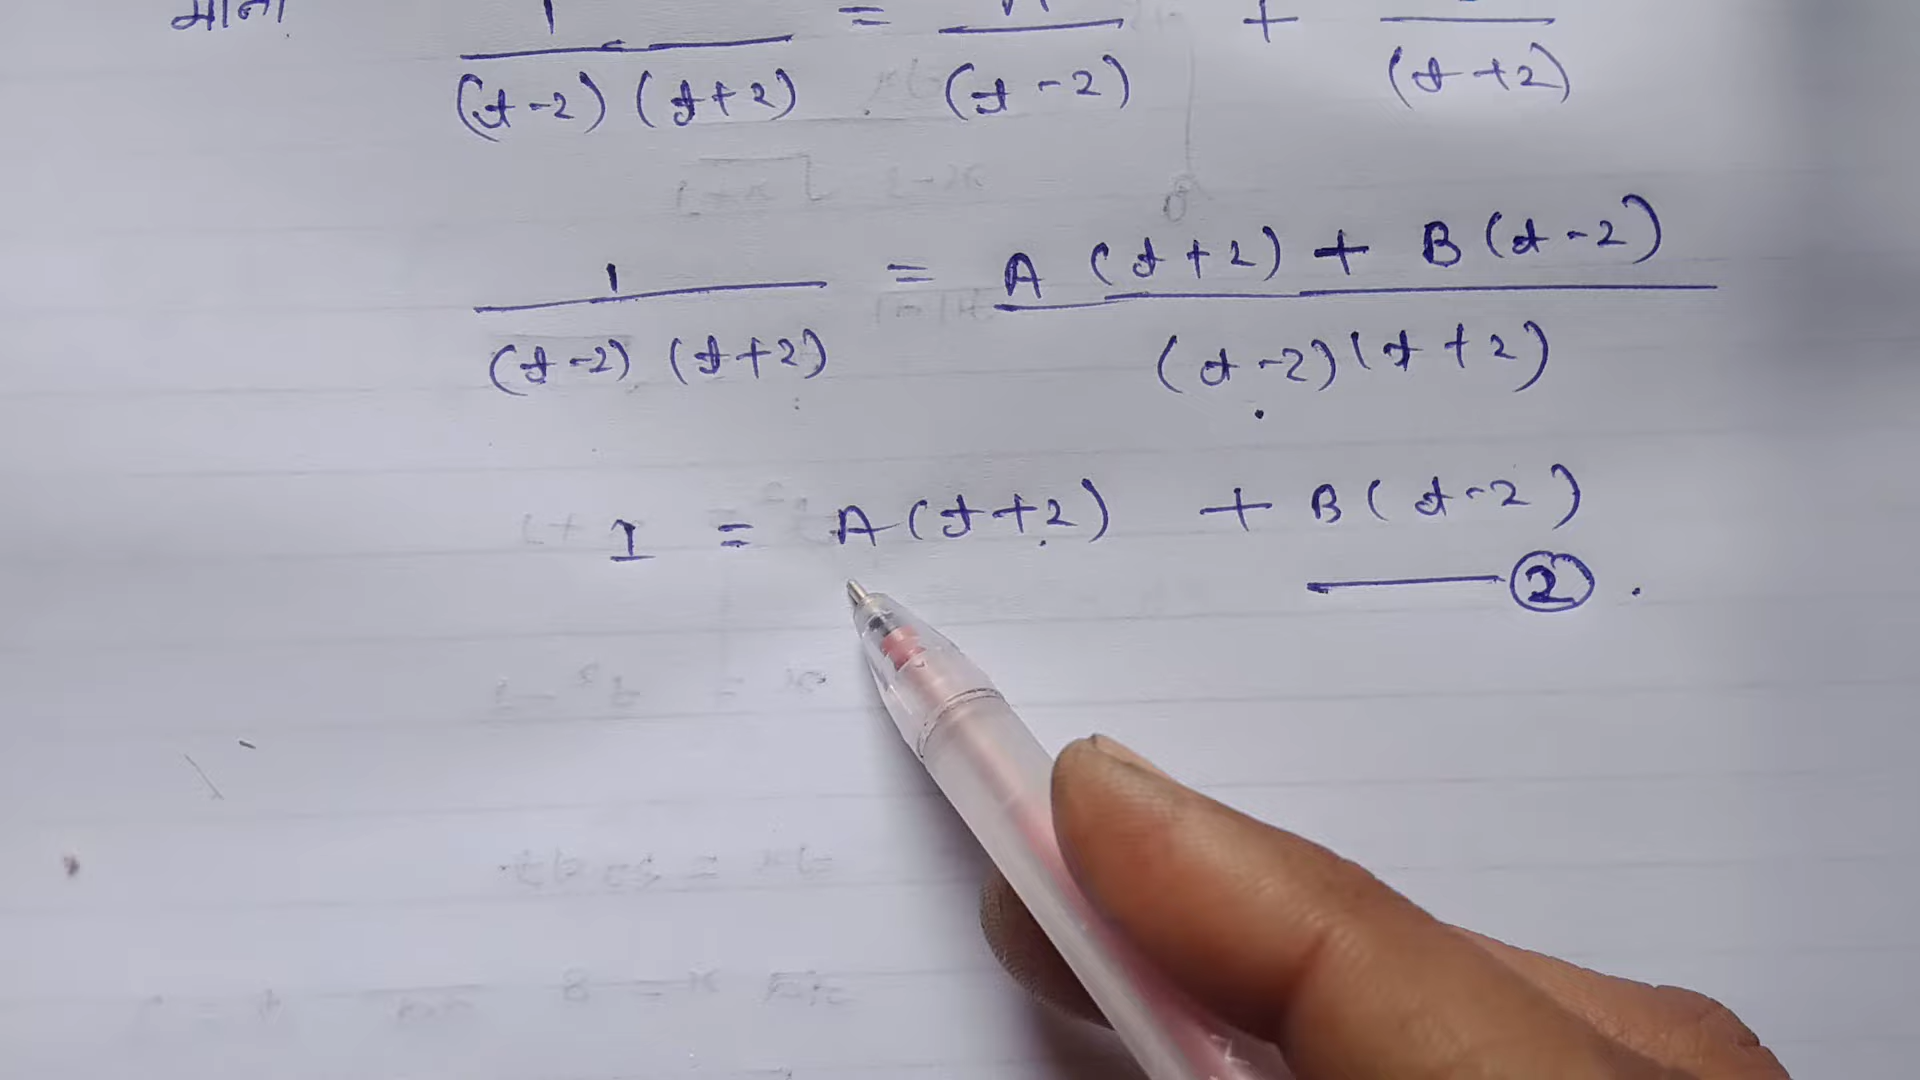 माना 1/((t-2)(t+2)) = A/(t-2) + B/(t+2)
1/((t-2)(t+2)) = (A(t+2) + B(t-2))/((t-2)(t+2))
1 = A(t+2) + B(t-2)
—— ②.